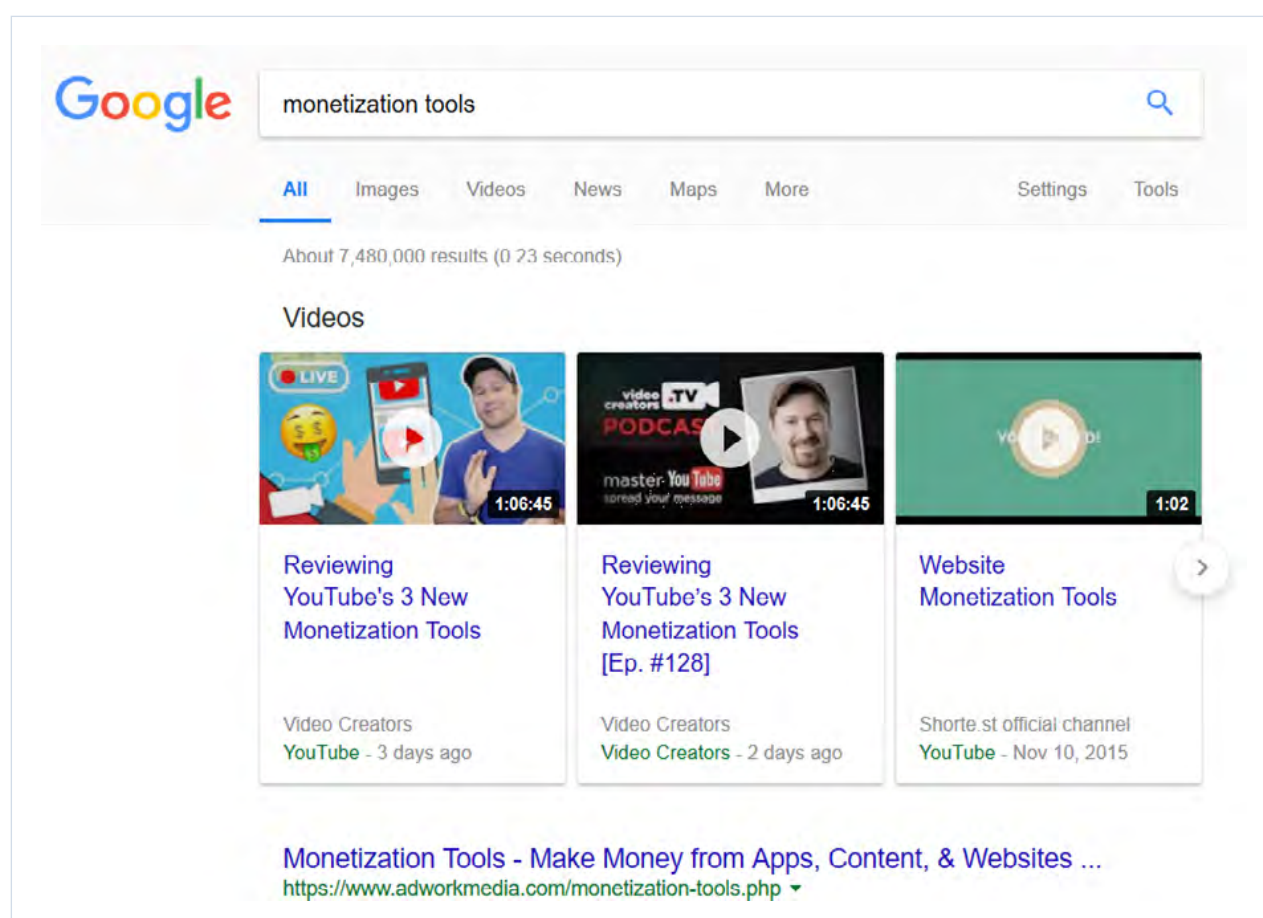 Google
monetization tools
All Images Videos News Maps More Settings Tools
About 7,480,000 results (0.23 seconds)
Videos
LIVE
1:06:45
video creators .TV
PODCAS
master YouTube
spread your message
1:06:45
1:02
Reviewing
YouTube's 3 New
Monetization Tools
Video Creators
YouTube - 3 days ago
Reviewing
YouTube's 3 New
Monetization Tools
[Ep. #128]
Video Creators
Video Creators - 2 days ago
Website
Monetization Tools
Shorte.st official channel
YouTube - Nov 10, 2015
Monetization Tools - Make Money from Apps, Content, & Websites ...
https://www.adworkmedia.com/monetization-tools.php